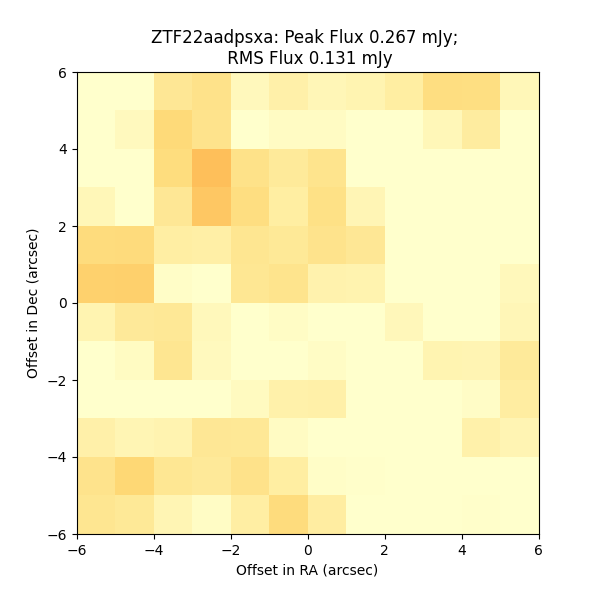 ZTF22aadpsxa: Peak Flux 0.267 mJy;
RMS Flux 0.131 mJy
6
4
2
0
−2
−4
−6
Offset in Dec (arcsec)
−6 −4 −2 0 2 4 6
Offset in RA (arcsec)